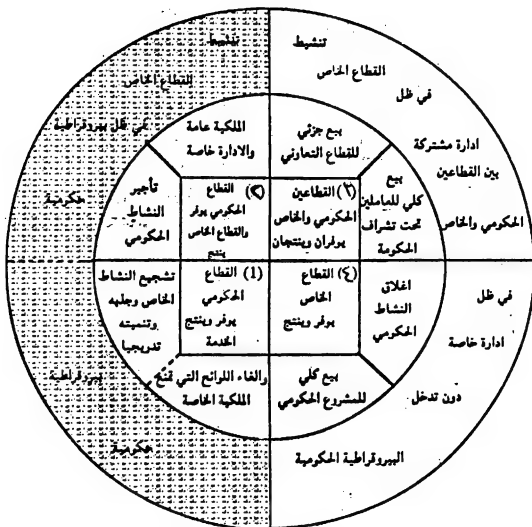 تنشيط
القطاع الخاص
في ظل
ادارة مشتركة
بين القطاعين
الحكومي والخاص
تنشيط
القطاع الخاص
في ظل بيروقراطية
حكومية
بيع جزئي
للقطاع التعاوني
بيع
كلي للعاملين
تحت تشراف
الحكومة
الملكية عامة
والادارة خاصة
تأجير
النشاط
الحكومي
(٢) القطاعين
الحكومي والخاص
يوفران وينتجان
(٣) القطاع
الحكومي يوفر
والقطاع الخاص
ينتج
(٤) القطاع
الخاص
يوفر وينتج
(١) القطاع
الحكومي
يوفر وينتج
الخدمة
اغلاق
النشاط
الحكومي
بيع كلي
للمشروع الحكومي
تشجيع النشاط
الخاص وجلبه
وتنميته
تدريجيا
والغاء اللوائح التي تمنع
الملكية الخاصة
في ظل
ادارة خاصة
دون تدخل
البيروقراطية الحكومية
بيروقراطية
حكومية